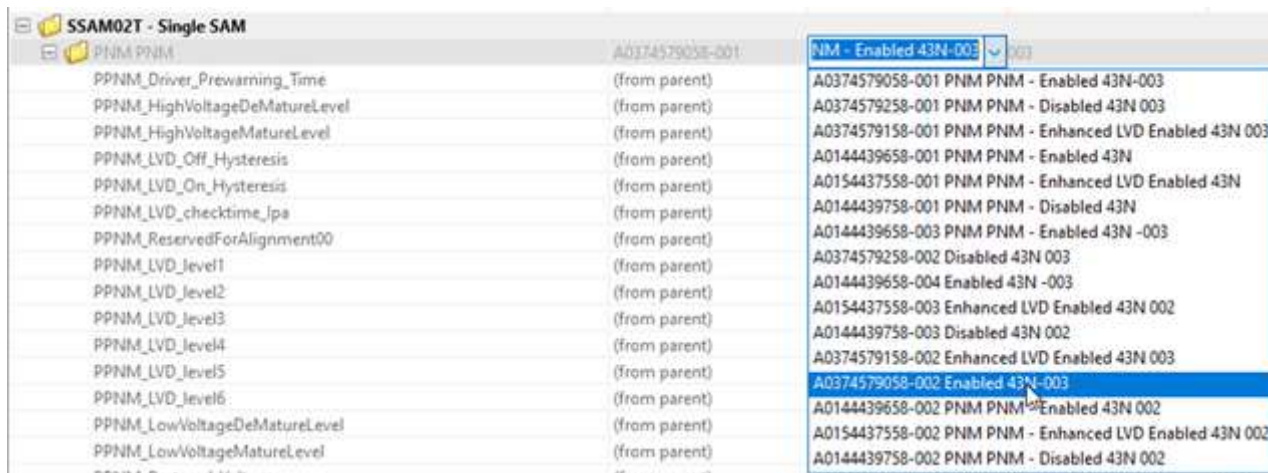 SSAM02T - Single SAM
PNM PNM A0374579058-001 NM - Enabled 43N-003 003
PPNM_Driver_Prewarning_Time (from parent) A0374579058-001 PNM PNM - Enabled 43N-003
PPNM_HighVoltageDeMatureLevel (from parent) A0374579258-001 PNM PNM - Disabled 43N 003
PPNM_HighVoltageMatureLevel (from parent) A0374579158-001 PNM PNM - Enhanced LVD Enabled 43N 003
PPNM_LVD_Off_Hysteresis (from parent) A0144439658-001 PNM PNM - Enabled 43N
PPNM_LVD_On_Hysteresis (from parent) A0154437558-001 PNM PNM - Enhanced LVD Enabled 43N
PPNM_LVD_checktime_lpa (from parent) A0144439758-001 PNM PNM - Disabled 43N
PPNM_ReservedForAlignment00 (from parent) A0144439658-003 PNM PNM - Enabled 43N -003
PPNM_LVD_level1 (from parent) A0374579258-002 Disabled 43N 003
PPNM_LVD_level2 (from parent) A0144439658-004 Enabled 43N -003
PPNM_LVD_level3 (from parent) A0154437558-003 Enhanced LVD Enabled 43N 002
PPNM_LVD_level4 (from parent) A0144439758-003 Disabled 43N 002
PPNM_LVD_level5 (from parent) A0374579158-002 Enhanced LVD Enabled 43N 003
PPNM_LVD_level6 (from parent) A0374579058-002 Enabled 43N-003
PPNM_LowVoltageDeMatureLevel (from parent) A0144439658-002 PNM PNM - Enabled 43N 002
PPNM_LowVoltageMatureLevel (from parent) A0154437558-002 PNM PNM - Enhanced LVD Enabled 43N 002
A0144439758-002 PNM PNM - Disabled 43N 002